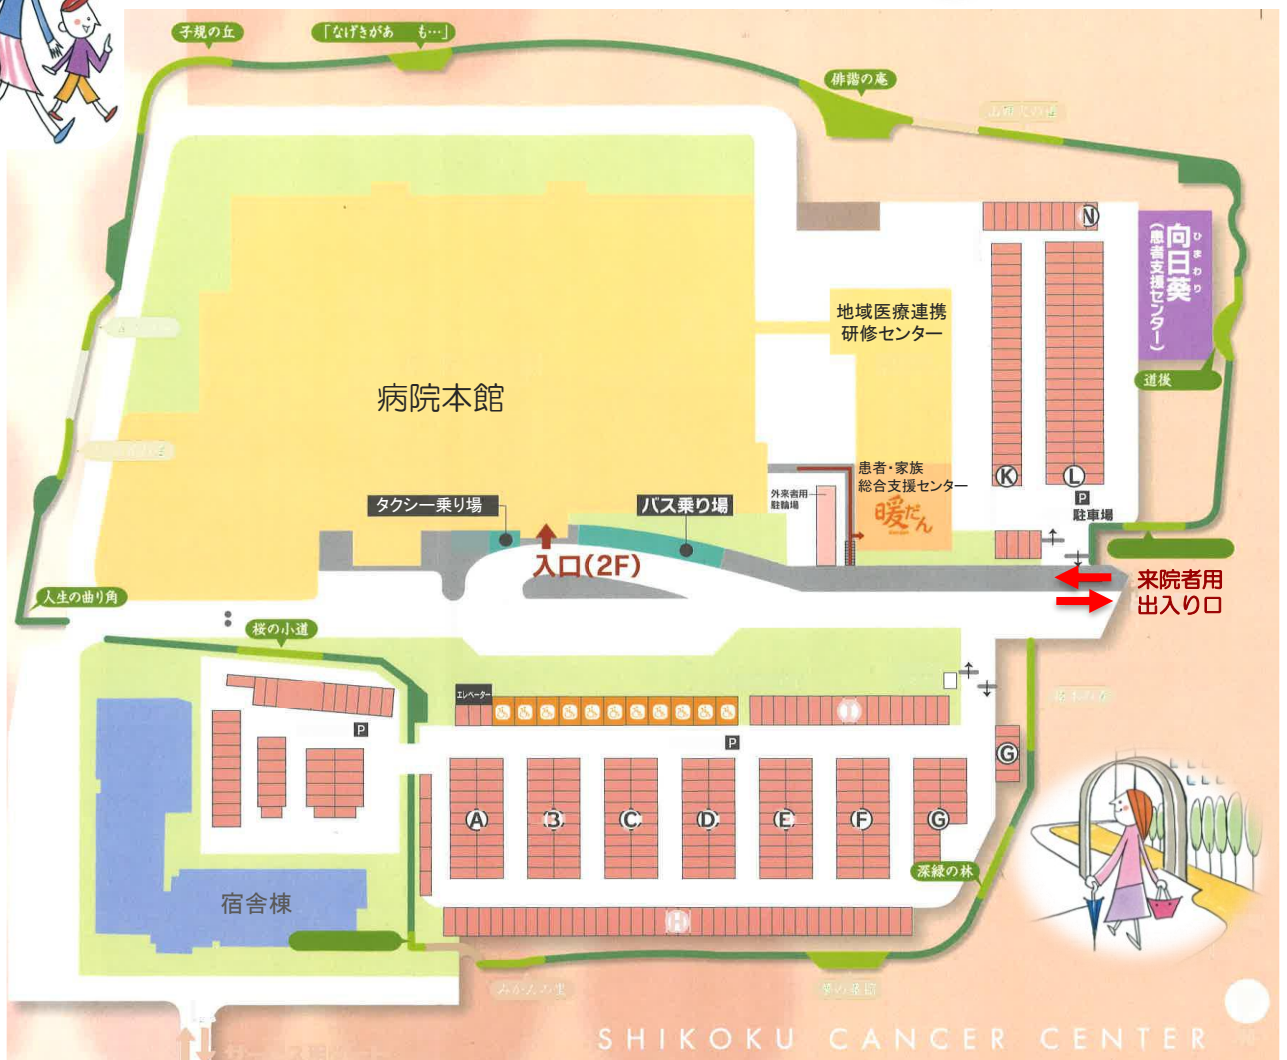 子規の丘
「なげきがあ も…」
俳諧の庵
N
向日葵
ひまわり
(患者支援センター)
地域医療連携
研修センター
道後
病院本館
K
L
P
駐車場
患者・家族
総合支援センター
暖だん
外来者用
駐輪場
タクシー乗り場
バス乗り場
入口(2F)
来院者用
出入り口
人生の曲り角
桜の小道
エレベーター
I
P
P
G
A
B
C
D
E
F
G
深緑の林
宿舎棟
H
みかんの里
SHIKOKU CANCER CENTER